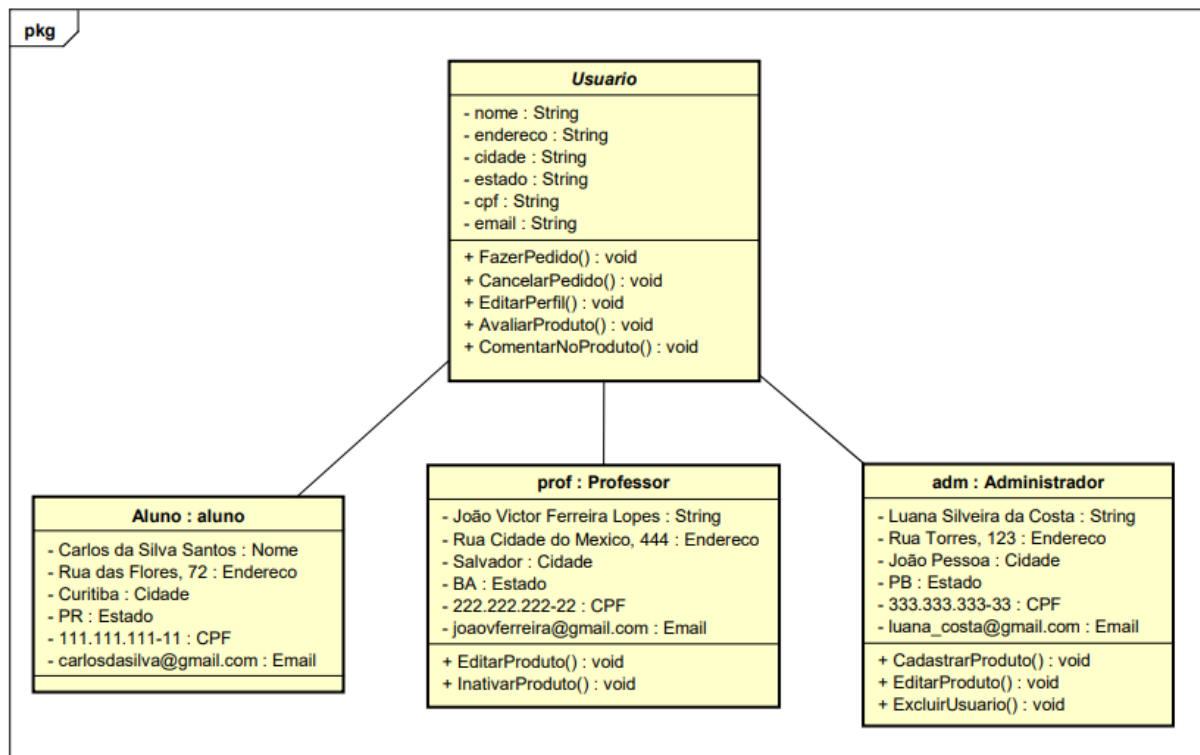 pkg
Usuario
- nome : String
- endereco : String
- cidade : String
- estado : String
- cpf : String
- email : String
+ FazerPedido() : void
+ CancelarPedido() : void
+ EditarPerfil() : void
+ AvaliarProduto() : void
+ ComentarNoProduto() : void
Aluno : aluno
- Carlos da Silva Santos : Nome
- Rua das Flores, 72 : Endereco
- Curitiba : Cidade
- PR : Estado
- 111.111.111-11 : CPF
- carlosdasilva@gmail.com : Email
prof : Professor
- João Victor Ferreira Lopes : String
- Rua Cidade do Mexico, 444 : Endereco
- Salvador : Cidade
- BA : Estado
- 222.222.222-22 : CPF
- joaovferreira@gmail.com : Email
+ EditarProduto() : void
+ InativarProduto() : void
adm : Administrador
- Luana Silveira da Costa : String
- Rua Torres, 123 : Endereco
- João Pessoa : Cidade
- PB : Estado
- 333.333.333-33 : CPF
- luana_costa@gmail.com : Email
+ CadastrarProduto() : void
+ EditarProduto() : void
+ ExcluirUsuario() : void